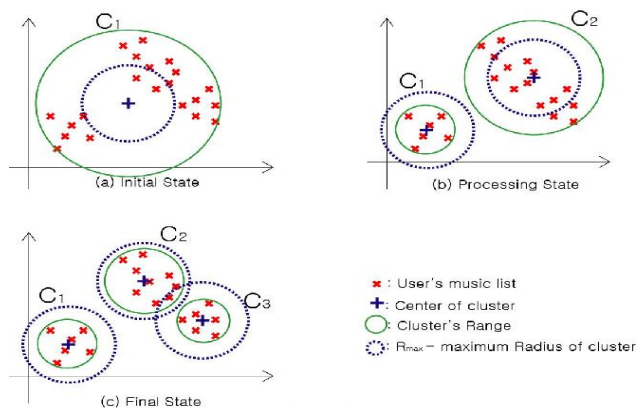 C1
(a) Initial State
C2
C1
(b) Processing State
C2
C1
C3
(c) Final State
: User's music list
: Center of cluster
: Cluster's Range
: Rmax- maximum Radius of cluster